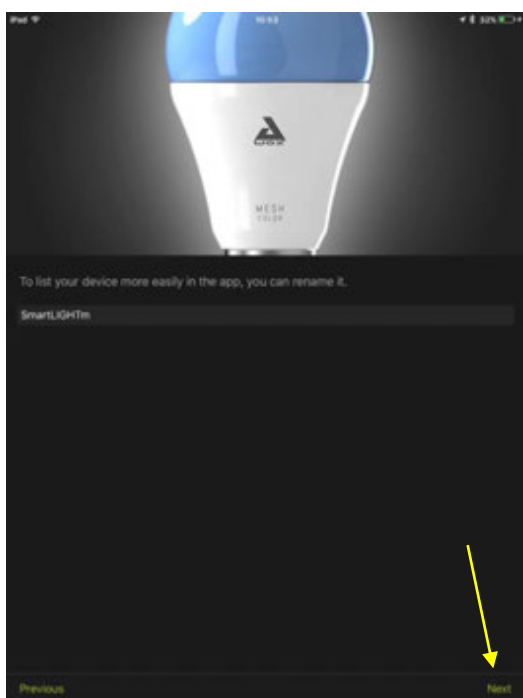 iPad 10:53 32%
AWOX
MESH
COLOR
To list your device more easily in the app, you can rename it.
SmartLIGHTm
Previous Next